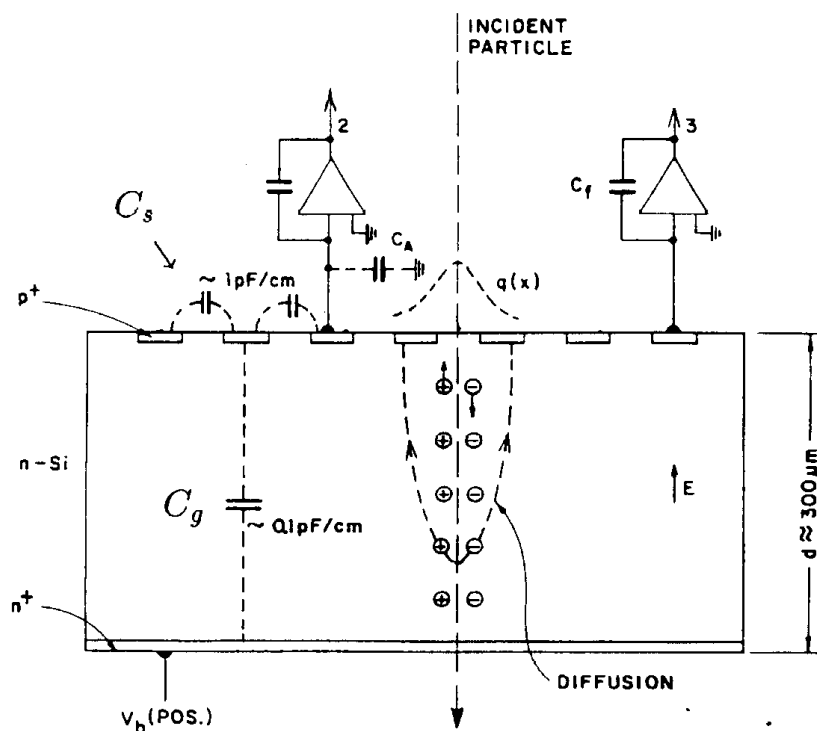 INCIDENT
PARTICLE
2
3
C_s
C_f
C_A
~ 1pF/cm
q(x)
p+
n-Si
E
C_g
~ 0.1pF/cm
d ≈ 300μm
n+
DIFFUSION
V_b (POS.)